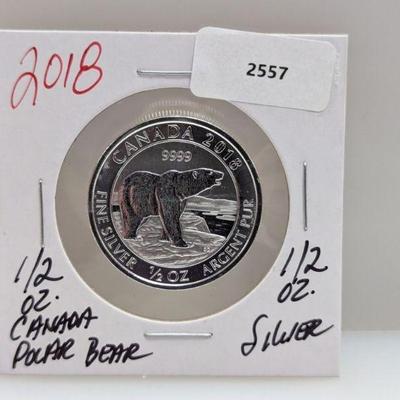 2018
2557
CANADA 2018
9999
FINE SILVER
1/2 OZ
ARGENT PUR
1/2
OZ.
CANADA
POLAR BEAR
1/2
OZ.
SILVER